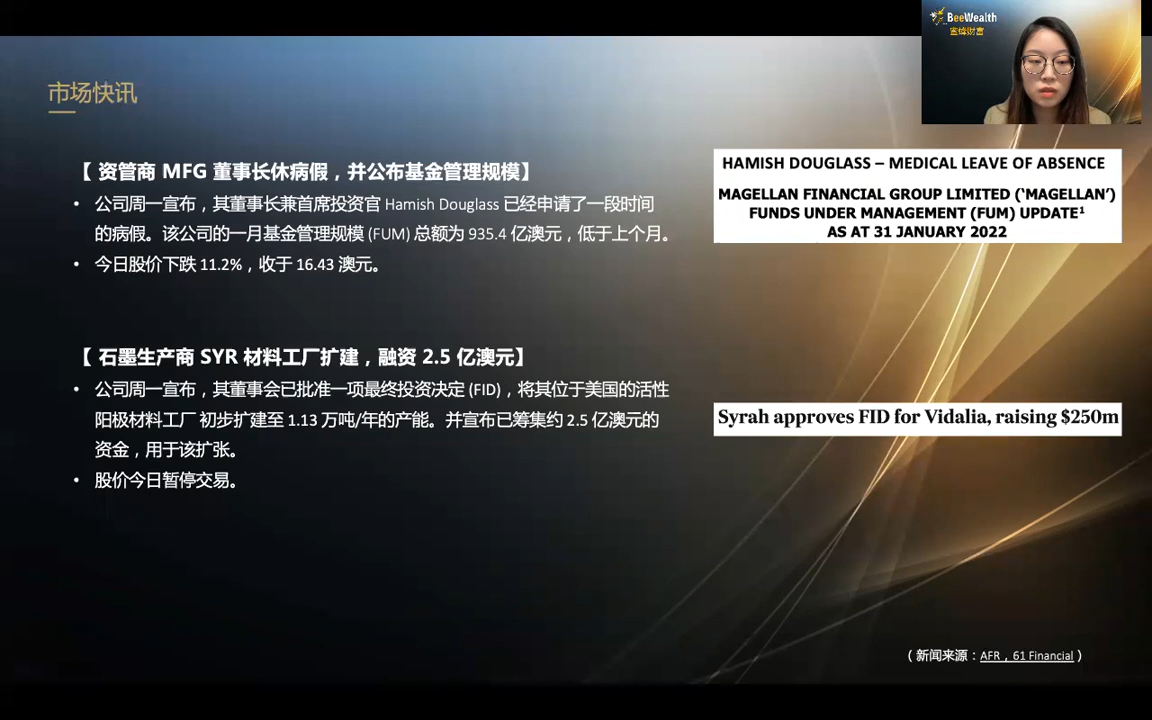 BeeWealth
蜜蜂财富
市场快讯
【 资管商 MFG 董事长休病假，并公布基金管理规模】
• 公司周一宣布，其董事长兼首席投资官 Hamish Douglass 已经申请了一段时间
的病假。该公司的一月基金管理规模 (FUM) 总额为 935.4 亿澳元，低于上个月。
• 今日股价下跌 11.2%，收于 16.43 澳元。
HAMISH DOUGLASS – MEDICAL LEAVE OF ABSENCE
MAGELLAN FINANCIAL GROUP LIMITED (‘MAGELLAN’)
FUNDS UNDER MANAGEMENT (FUM) UPDATE¹
AS AT 31 JANUARY 2022
【 石墨生产商 SYR 材料工厂扩建，融资 2.5 亿澳元】
• 公司周一宣布，其董事会已批准一项最终投资决定 (FID)，将其位于美国的活性
阳极材料工厂 初步扩建至 1.13 万吨/年的产能。并宣布已筹集约 2.5 亿澳元的
资金，用于该扩张。
• 股价今日暂停交易。
Syrah approves FID for Vidalia, raising $250m
（ 新闻来源：AFR，61 Financial ）